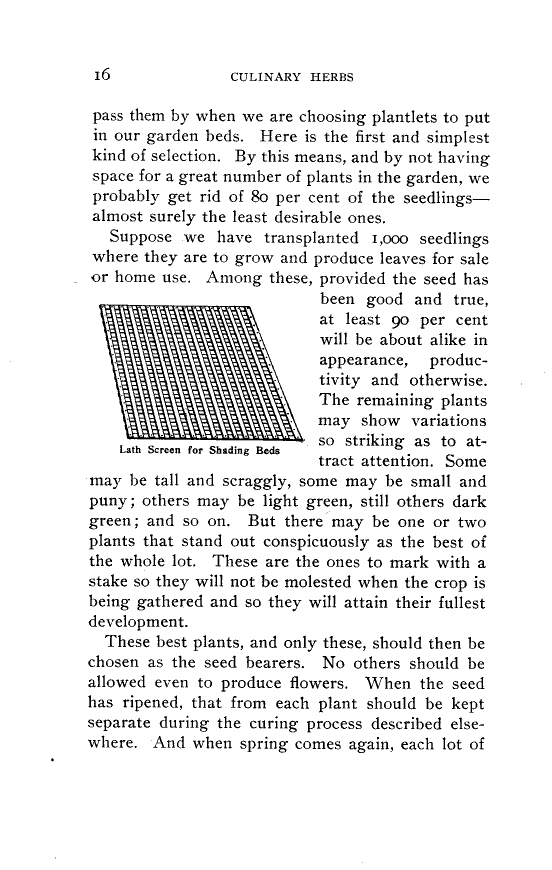 16 CULINARY HERBS
pass them by when we are choosing plantlets to put
in our garden beds. Here is the first and simplest
kind of selection. By this means, and by not having
space for a great number of plants in the garden, we
probably get rid of 80 per cent of the seedlings—
almost surely the least desirable ones.
Suppose we have transplanted 1,000 seedlings
where they are to grow and produce leaves for sale
or home use. Among these, provided the seed has
been good and true,
at least 90 per cent
will be about alike in
appearance, produc-
tivity and otherwise.
The remaining plants
may show variations
so striking as to at-
tract attention. Some
Lath Screen for Shading Beds
may be tall and scraggly, some may be small and
puny; others may be light green, still others dark
green; and so on. But there may be one or two
plants that stand out conspicuously as the best of
the whole lot. These are the ones to mark with a
stake so they will not be molested when the crop is
being gathered and so they will attain their fullest
development.
These best plants, and only these, should then be
chosen as the seed bearers. No others should be
allowed even to produce flowers. When the seed
has ripened, that from each plant should be kept
separate during the curing process described else-
where. And when spring comes again, each lot of